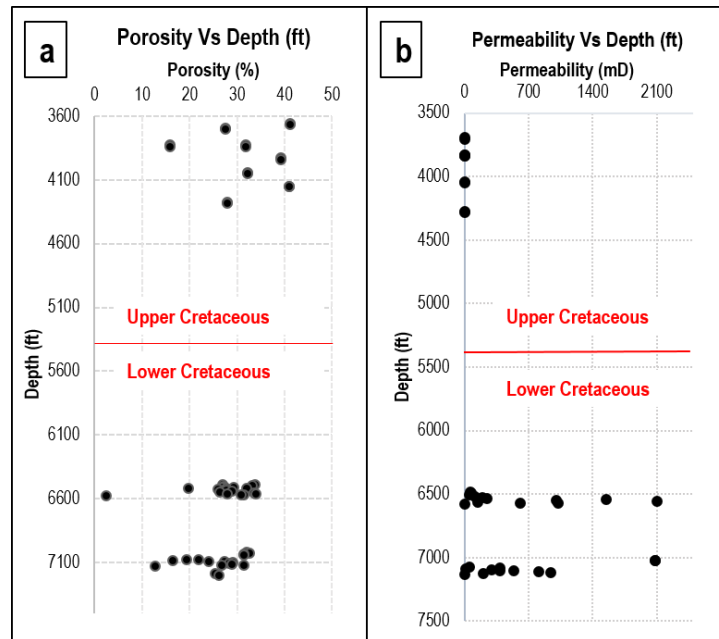 a
Porosity Vs Depth (ft)
Porosity (%)
0 10 20 30 40 50
3600
4100
4600
5100
5600
6100
6600
7100
Depth (ft)
Upper Cretaceous
Lower Cretaceous
b
Permeability Vs Depth (ft)
Permeability (mD)
0 700 1400 2100
3500
4000
4500
5000
5500
6000
6500
7000
7500
Depth (ft)
Upper Cretaceous
Lower Cretaceous